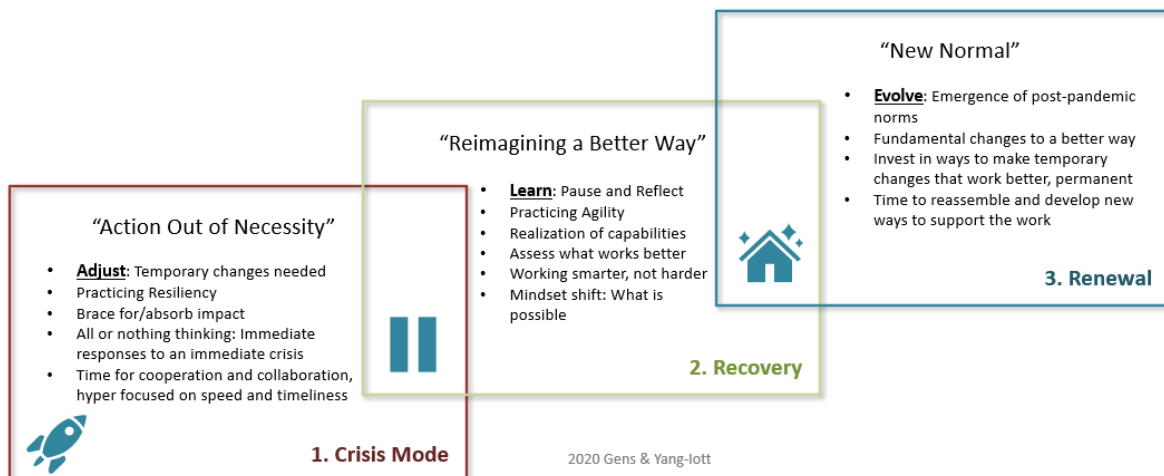 “Action Out of Necessity”
• Adjust: Temporary changes needed
• Practicing Resiliency
• Brace for/absorb impact
• All or nothing thinking: Immediate
responses to an immediate crisis
• Time for cooperation and collaboration,
hyper focused on speed and timeliness
1. Crisis Mode
“Reimagining a Better Way”
• Learn: Pause and Reflect
• Practicing Agility
• Realization of capabilities
• Assess what works better
• Working smarter, not harder
• Mindset shift: What is
possible
2. Recovery
“New Normal”
• Evolve: Emergence of post-pandemic
norms
• Fundamental changes to a better way
• Invest in ways to make temporary
changes that work better, permanent
• Time to reassemble and develop new
ways to support the work
3. Renewal
2020 Gens & Yang-Iott